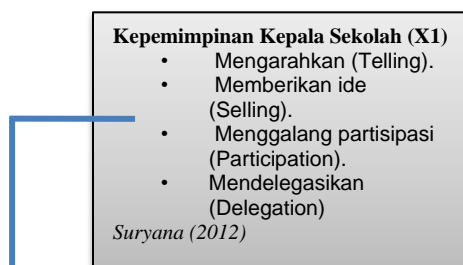 Kepemimpinan Kepala Sekolah (X1)
• Mengarahkan (Telling).
• Memberikan ide
(Selling).
• Menggalang partisipasi
(Participation).
• Mendelegasikan
(Delegation)
Suryana (2012)